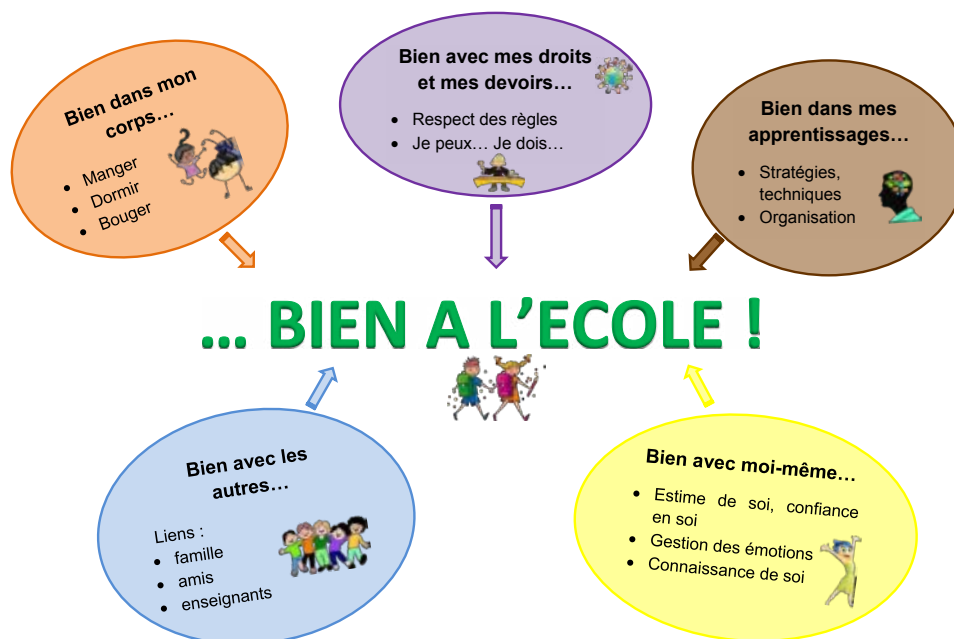 Bien dans mon
corps…
• Manger
• Dormir
• Bouger
Bien avec mes droits
et mes devoirs…
• Respect des règles
• Je peux… Je dois…
Bien dans mes
apprentissages…
• Stratégies,
techniques
• Organisation
... BIEN A L’ECOLE !
Bien avec les
autres…
Liens :
• famille
• amis
• enseignants
Bien avec moi-même…
• Estime de soi, confiance
en soi
• Gestion des émotions
• Connaissance de soi